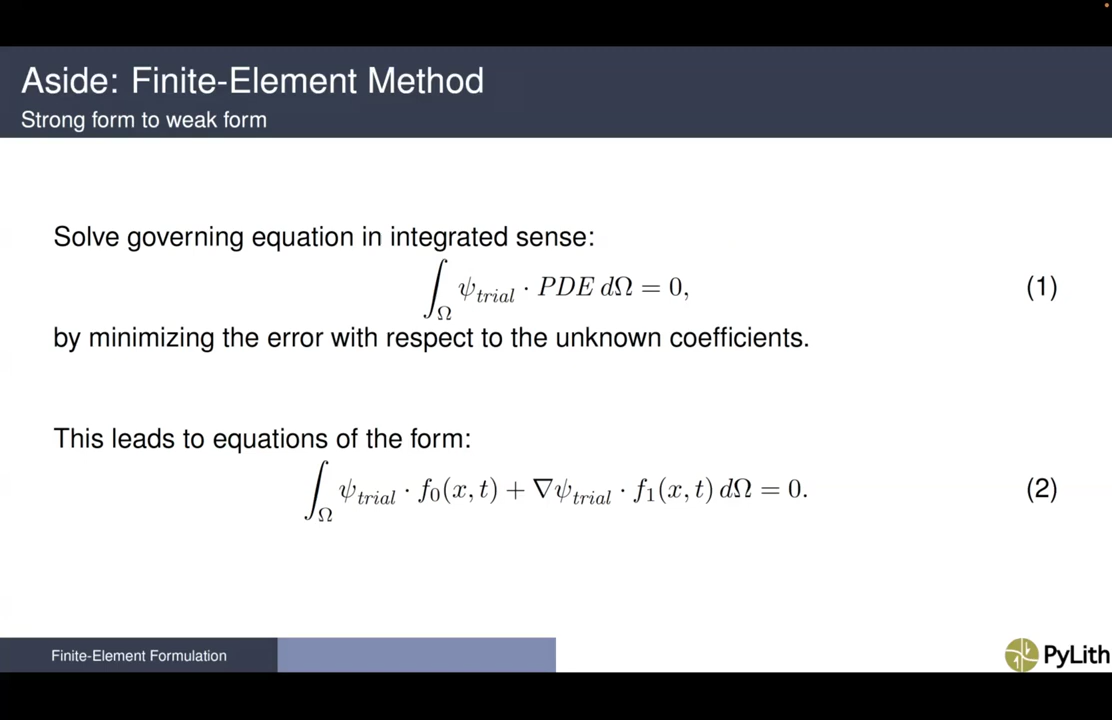 Aside: Finite-Element Method
Strong form to weak form
Solve governing equation in integrated sense:
∫_Ω ψ_trial · PDE dΩ = 0, (1)
by minimizing the error with respect to the unknown coefficients.
This leads to equations of the form:
∫_Ω ψ_trial · f_0(x, t) + ∇ψ_trial · f_1(x, t) dΩ = 0. (2)
Finite-Element Formulation
PyLith